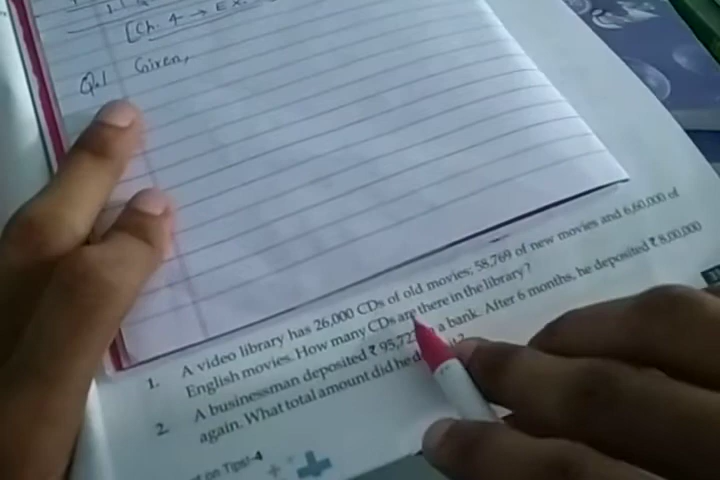 [Ch. 4 → Ex.
Q.1 Given,
1. A video library has 26,000 CDs of old movies; 58,769 of new movies and 6,60,000 of
English movies. How many CDs are there in the library?
2. A businessman deposited ₹ 95,72 a bank. After 6 months, he deposited ₹ 8,00,000
again. What total amount did he
on Tips!